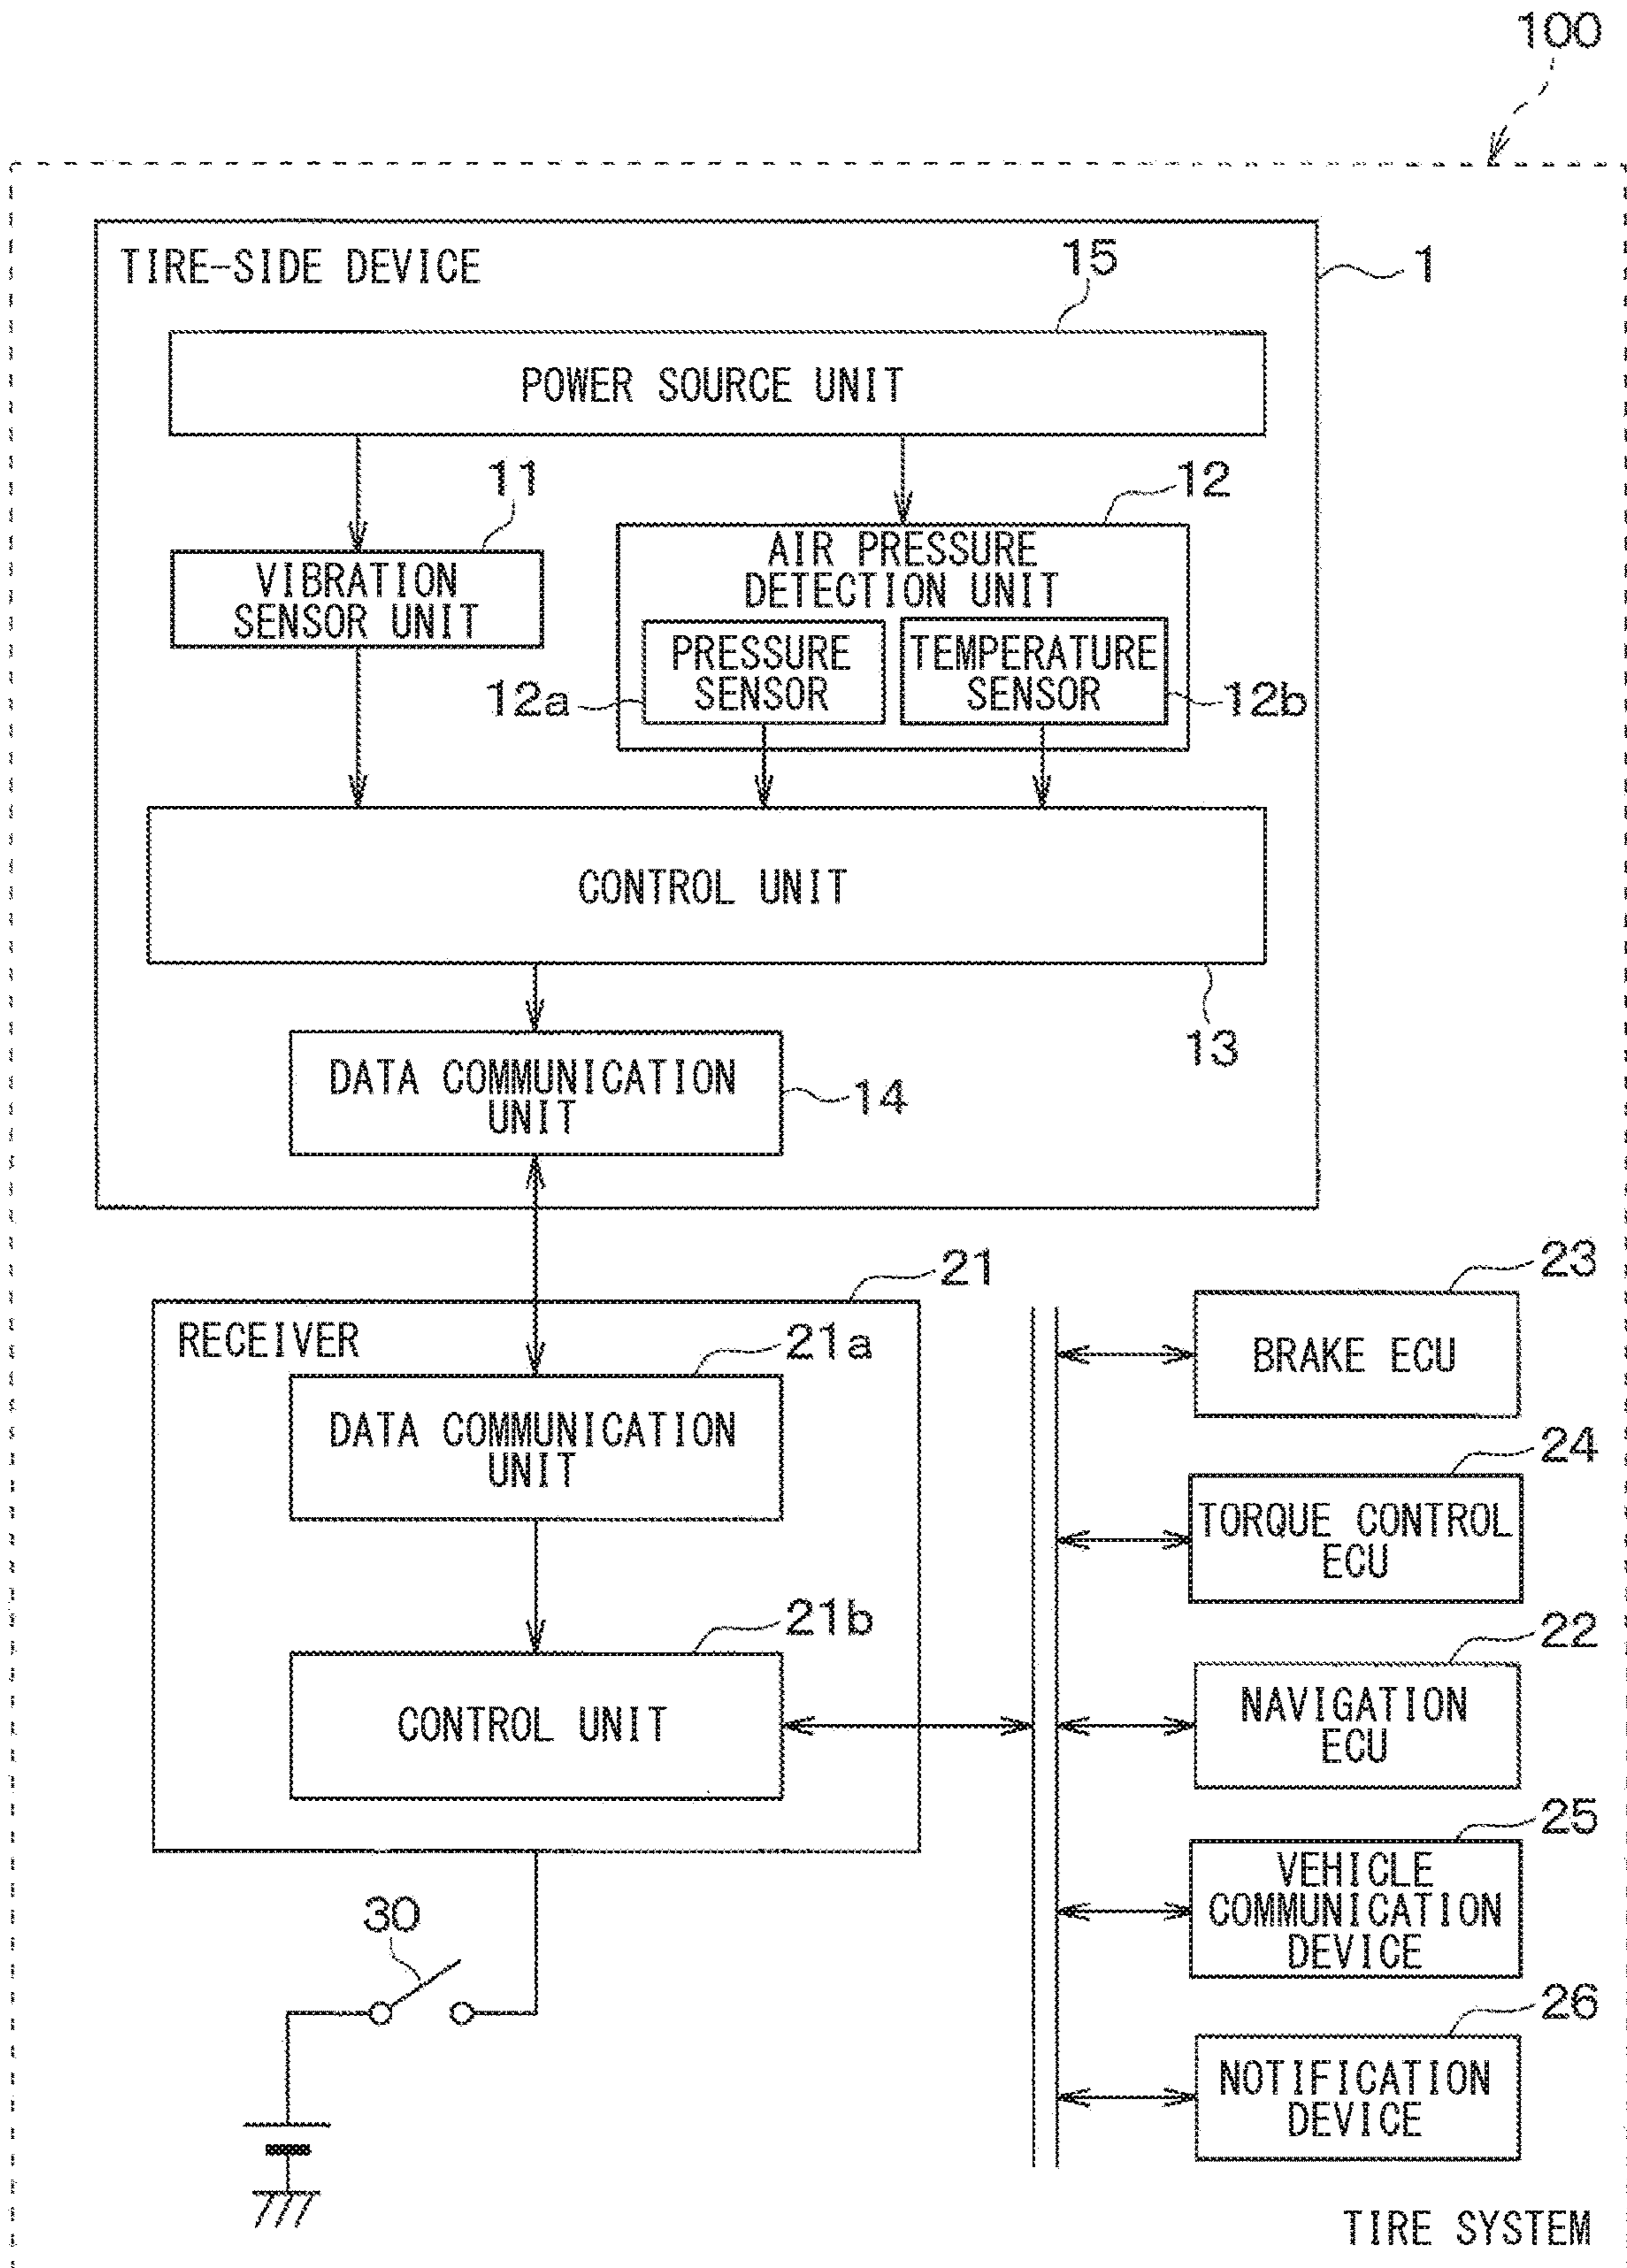 100
TIRE-SIDE DEVICE
15
1
POWER SOURCE UNIT
11
12
VIBRATION
SENSOR UNIT
AIR PRESSURE
DETECTION UNIT
PRESSURE
SENSOR
TEMPERATURE
SENSOR
12a
12b
CONTROL UNIT
13
DATA COMMUNICATION
UNIT
14
21
RECEIVER
21a
DATA COMMUNICATION
UNIT
21b
CONTROL UNIT
30
23
BRAKE ECU
24
TORQUE CONTROL
ECU
22
NAVIGATION
ECU
25
VEHICLE
COMMUNICATION
DEVICE
26
NOTIFICATION
DEVICE
TIRE SYSTEM